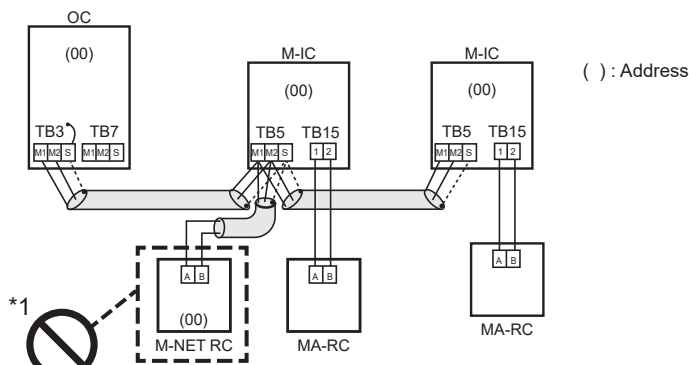 OC
(00)
TB3 TB7
M1 M2 S M1 M2 S
M-IC
(00)
TB5 TB15
M1 M2 S 1 2
M-IC
(00)
TB5 TB15
M1 M2 S 1 2
( ) : Address
*1
A B
(00)
M-NET RC
A B
MA-RC
A B
MA-RC